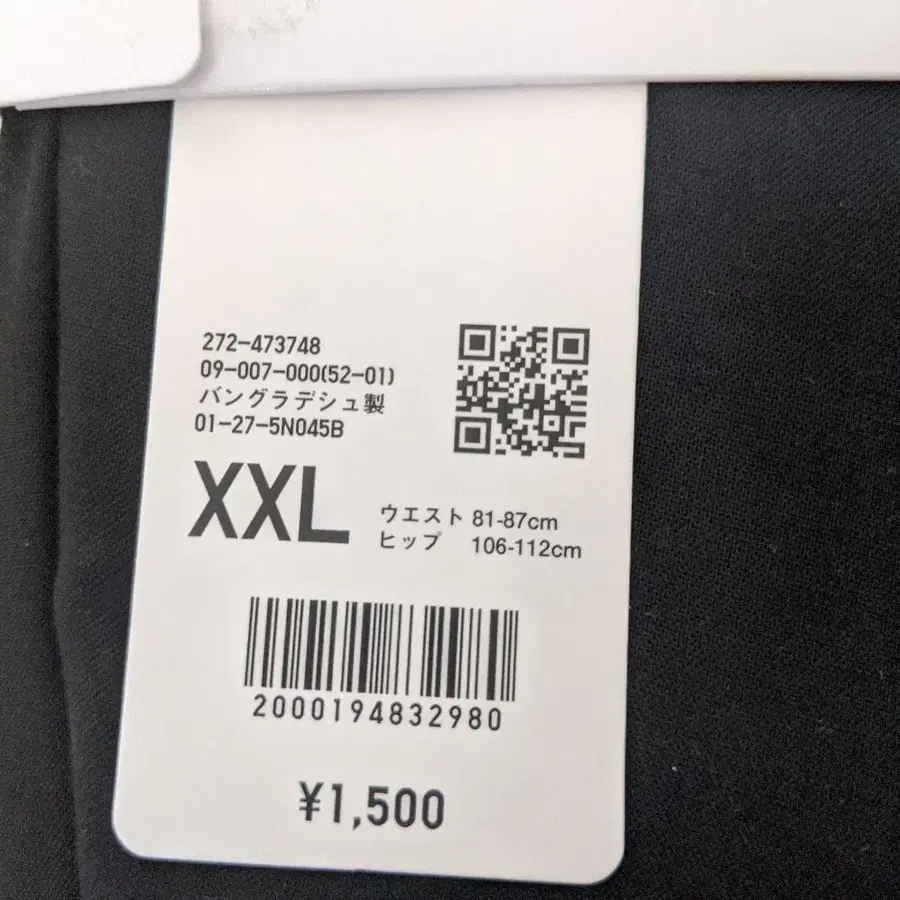 272-473748
09-007-000(52-01)
バングラデシュ製
01-27-5N045B
XXL
ウエスト 81-87cm
ヒップ 106-112cm
2000194832980
¥1,500